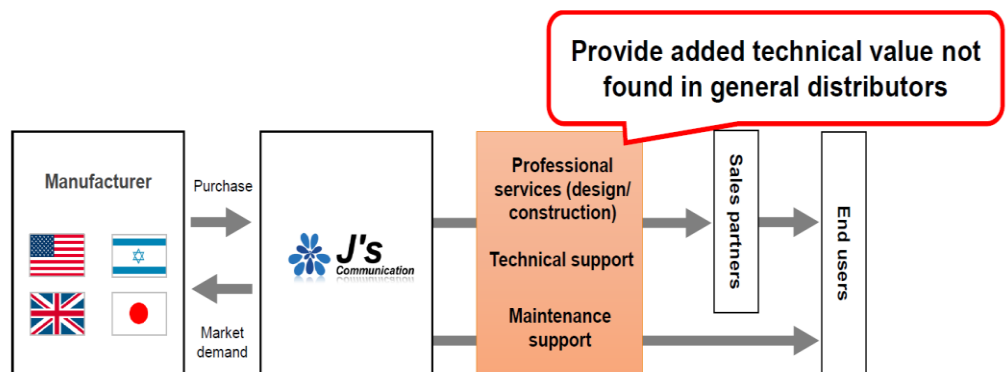 Provide added technical value not
found in general distributors
Manufacturer
Purchase
Market
demand
J's
Communication
Professional
services (design/
construction)
Technical support
Maintenance
support
Sales partners
End users